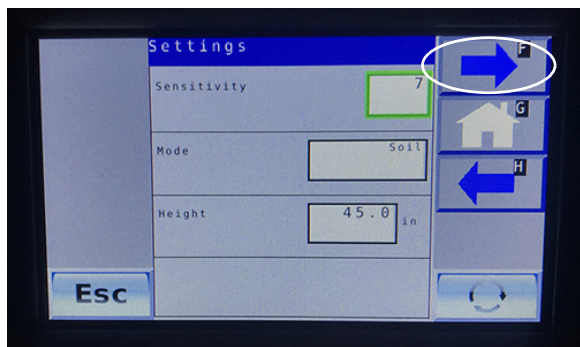 Settings
F
Sensitivity 7
G
Mode Soil
H
Height 45.0 in
Esc